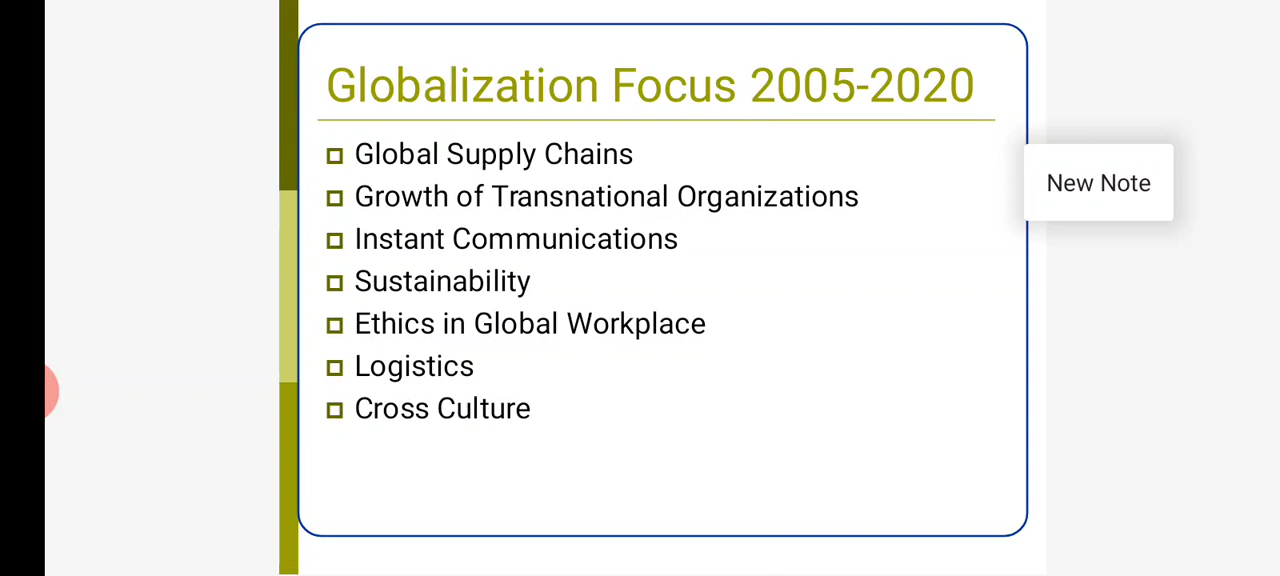 Globalization Focus 2005-2020
Global Supply Chains
Growth of Transnational Organizations
Instant Communications
Sustainability
Ethics in Global Workplace
Logistics
Cross Culture
New Note